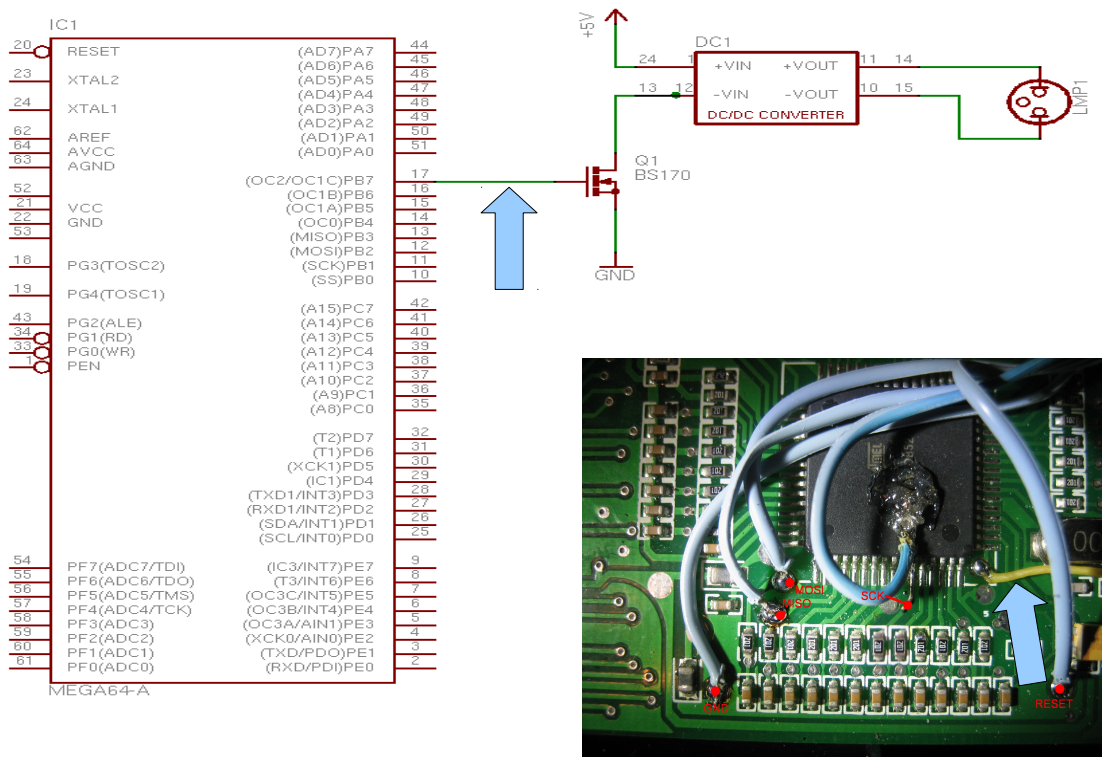 IC1
20 RESET (AD7)PA7 44
(AD6)PA6 45
23 XTAL2 (AD5)PA5 46
(AD4)PA4 47
24 XTAL1 (AD3)PA3 48
(AD2)PA2 49
62 AREF (AD1)PA1 50
64 AVCC (AD0)PA0 51
63 AGND
(OC2/OC1C)PB7 17
52 (OC1B)PB6 16
21 VCC (OC1A)PB5 15
22 GND (OC0)PB4 14
53 (MISO)PB3 13
(MOSI)PB2 12
18 PG3(TOSC2) (SCK)PB1 11
(SS)PB0 10
19 PG4(TOSC1)
(A15)PC7 42
43 PG2(ALE) (A14)PC6 41
34 PG1(RD) (A13)PC5 40
33 PG0(WR) (A12)PC4 39
1 PEN (A11)PC3 38
(A10)PC2 37
(A9)PC1 36
(A8)PC0 35
(T2)PD7 32
(T1)PD6 31
(XCK1)PD5 30
(IC1)PD4 29
(TXD1/INT3)PD3 28
(RXD1/INT2)PD2 27
(SDA/INT1)PD1 26
(SCL/INT0)PD0 25
54 PF7(ADC7/TDI) (IC3/INT7)PE7 9
55 PF6(ADC6/TDO) (T3/INT6)PE6 8
56 PF5(ADC5/TMS) (OC3C/INT5)PE5 7
57 PF4(ADC4/TCK) (OC3B/INT4)PE4 6
58 PF3(ADC3) (OC3A/AIN1)PE3 5
59 PF2(ADC2) (XCK0/AIN0)PE2 4
60 PF1(ADC1) (TXD/PDO)PE1 3
61 PF0(ADC0) (RXD/PDI)PE0 2
MEGA64-A
+5V
DC1
24 1 +VIN +VOUT 11 14
13 12 -VIN -VOUT 10 15
DC/DC CONVERTER
LMP1
Q1
BS170
GND
MOSI
MISO
SCK
RESET